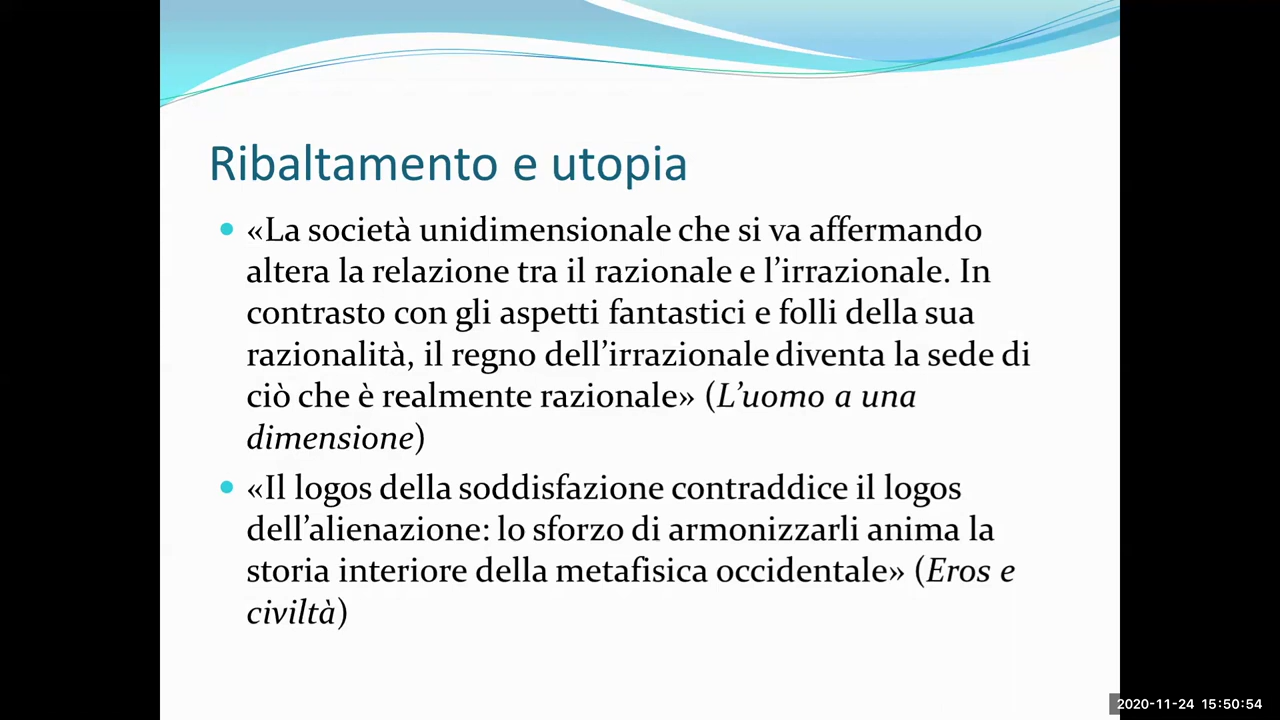 Ribaltamento e utopia
«La società unidimensionale che si va affermando
altera la relazione tra il razionale e l’irrazionale. In
contrasto con gli aspetti fantastici e folli della sua
razionalità, il regno dell’irrazionale diventa la sede di
ciò che è realmente razionale» (L’uomo a una
dimensione)
«Il logos della soddisfazione contraddice il logos
dell’alienazione: lo sforzo di armonizzarli anima la
storia interiore della metafisica occidentale» (Eros e
civiltà)
2020-11-24 15:50:54